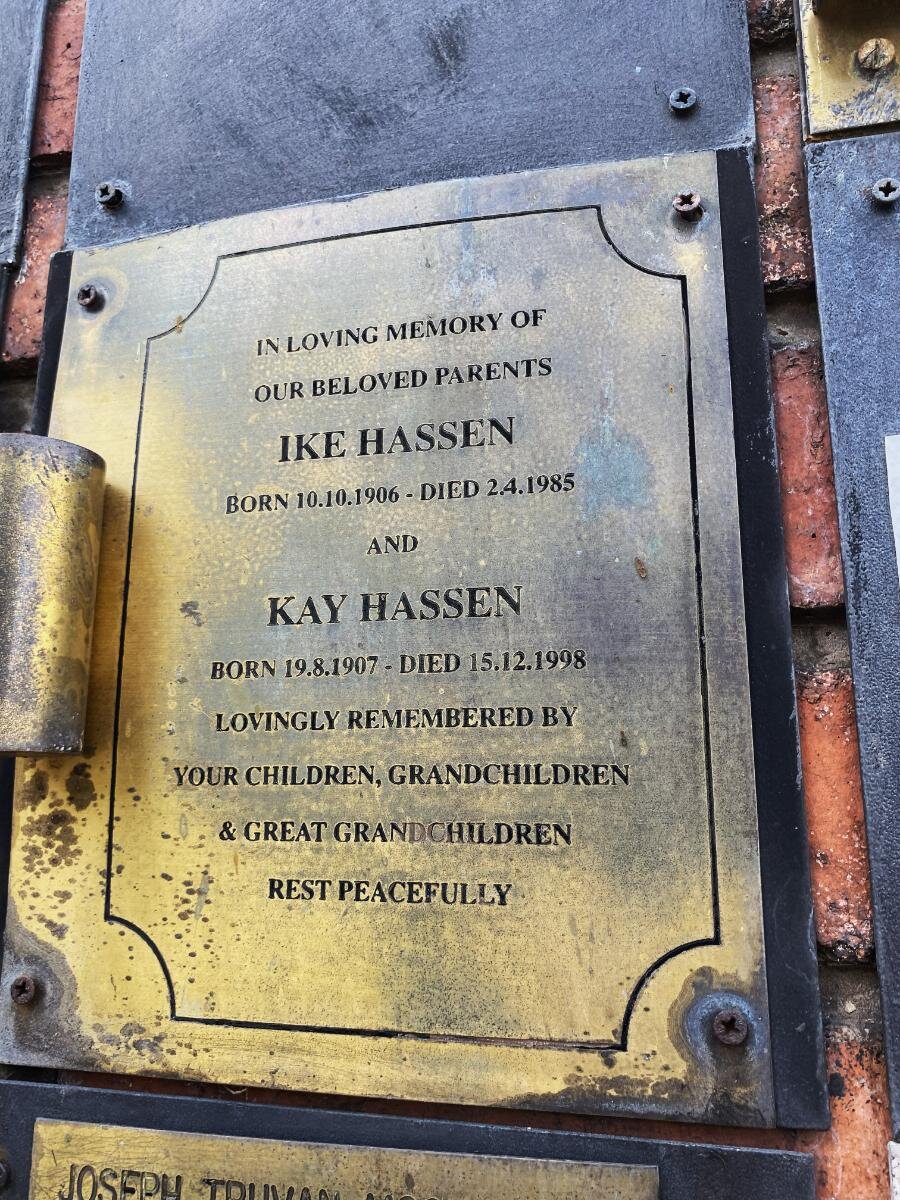 IN LOVING MEMORY OF
OUR BELOVED PARENTS
IKE HASSEN
BORN 10.10.1906 - DIED 2.4.1985
AND
KAY HASSEN
BORN 19.8.1907 - DIED 15.12.1998
LOVINGLY REMEMBERED BY
YOUR CHILDREN, GRANDCHILDREN
& GREAT GRANDCHILDREN
REST PEACEFULLY
JOSEPH